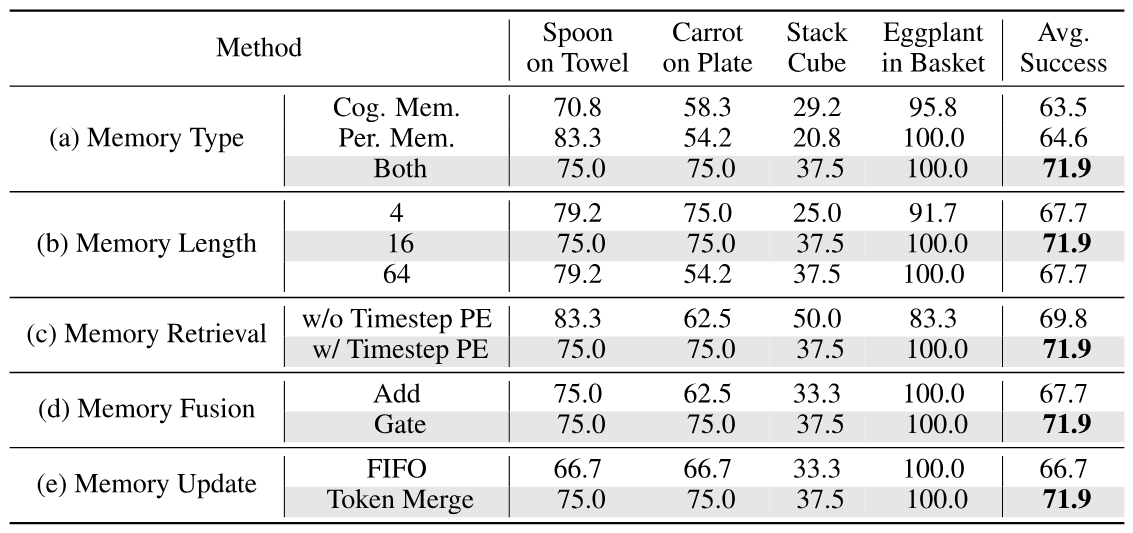 Method Spoon on Towel Carrot on Plate Stack Cube Eggplant in Basket Avg. Success
(a) Memory Type
Cog. Mem. 70.8 58.3 29.2 95.8 63.5
Per. Mem. 83.3 54.2 20.8 100.0 64.6
Both 75.0 75.0 37.5 100.0 71.9
(b) Memory Length
4 79.2 75.0 25.0 91.7 67.7
16 75.0 75.0 37.5 100.0 71.9
64 79.2 54.2 37.5 100.0 67.7
(c) Memory Retrieval
w/o Timestep PE 83.3 62.5 50.0 83.3 69.8
w/ Timestep PE 75.0 75.0 37.5 100.0 71.9
(d) Memory Fusion
Add 75.0 62.5 33.3 100.0 67.7
Gate 75.0 75.0 37.5 100.0 71.9
(e) Memory Update
FIFO 66.7 66.7 33.3 100.0 66.7
Token Merge 75.0 75.0 37.5 100.0 71.9